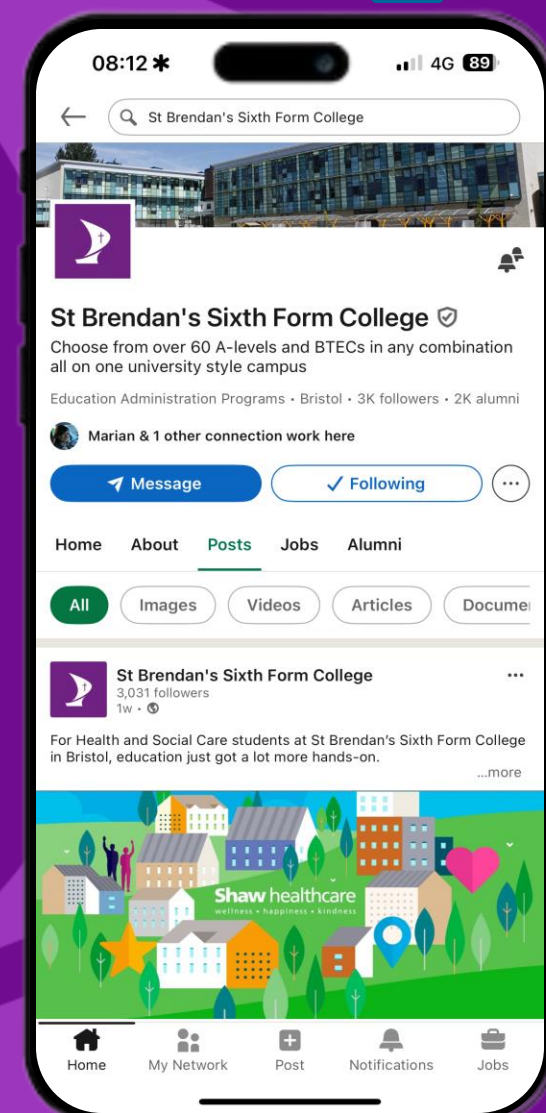 08:12 ✱ 4G 89
St Brendan's Sixth Form College
St Brendan's Sixth Form College
Choose from over 60 A-levels and BTECs in any combination
all on one university style campus
Education Administration Programs • Bristol • 3K followers • 2K alumni
Marian & 1 other connection work here
Message Following
Home About Posts Jobs Alumni
All Images Videos Articles Docume
St Brendan's Sixth Form College
3,031 followers
1w •
For Health and Social Care students at St Brendan's Sixth Form College
in Bristol, education just got a lot more hands-on.
...more
Shaw healthcare
wellness • happiness • kindness
Home My Network Post Notifications Jobs